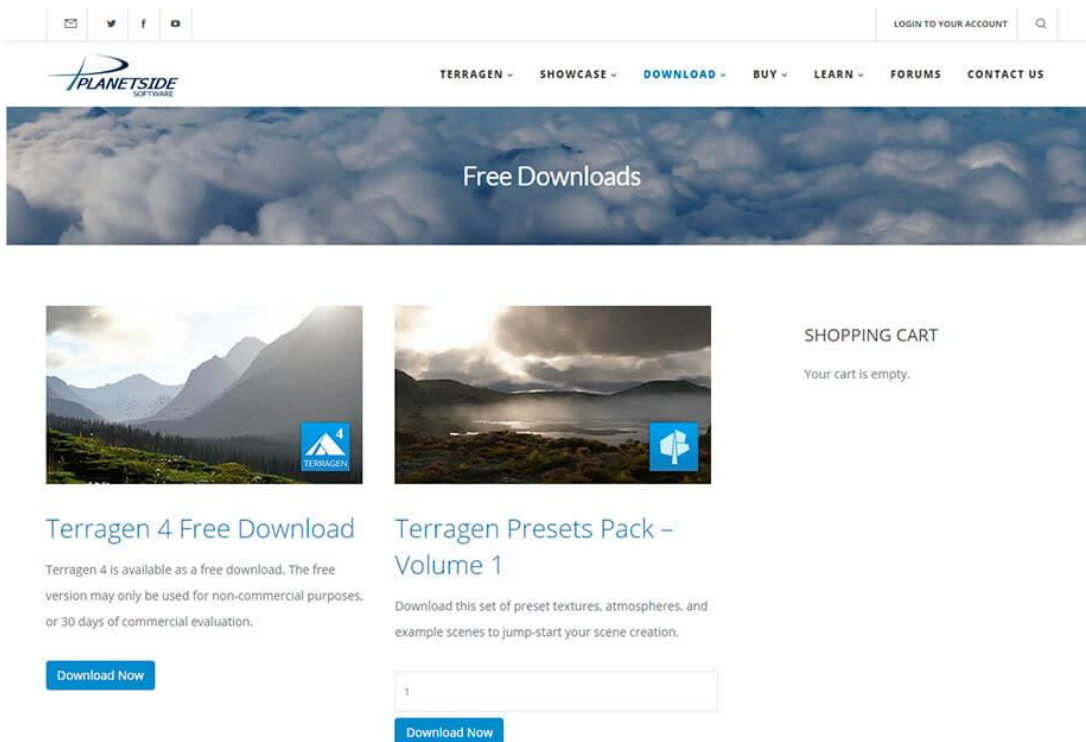 LOGIN TO YOUR ACCOUNT
PLANETSIDE
SOFTWARE
TERRAGEN
SHOWCASE
DOWNLOAD
BUY
LEARN
FORUMS
CONTACT US
Free Downloads
4
TERRAGEN
Terragen 4 Free Download
Terragen 4 is available as a free download. The free
version may only be used for non-commercial purposes,
or 30 days of commercial evaluation.
Download Now
Terragen Presets Pack –
Volume 1
Download this set of preset textures, atmospheres, and
example scenes to jump-start your scene creation.
1
Download Now
SHOPPING CART
Your cart is empty.